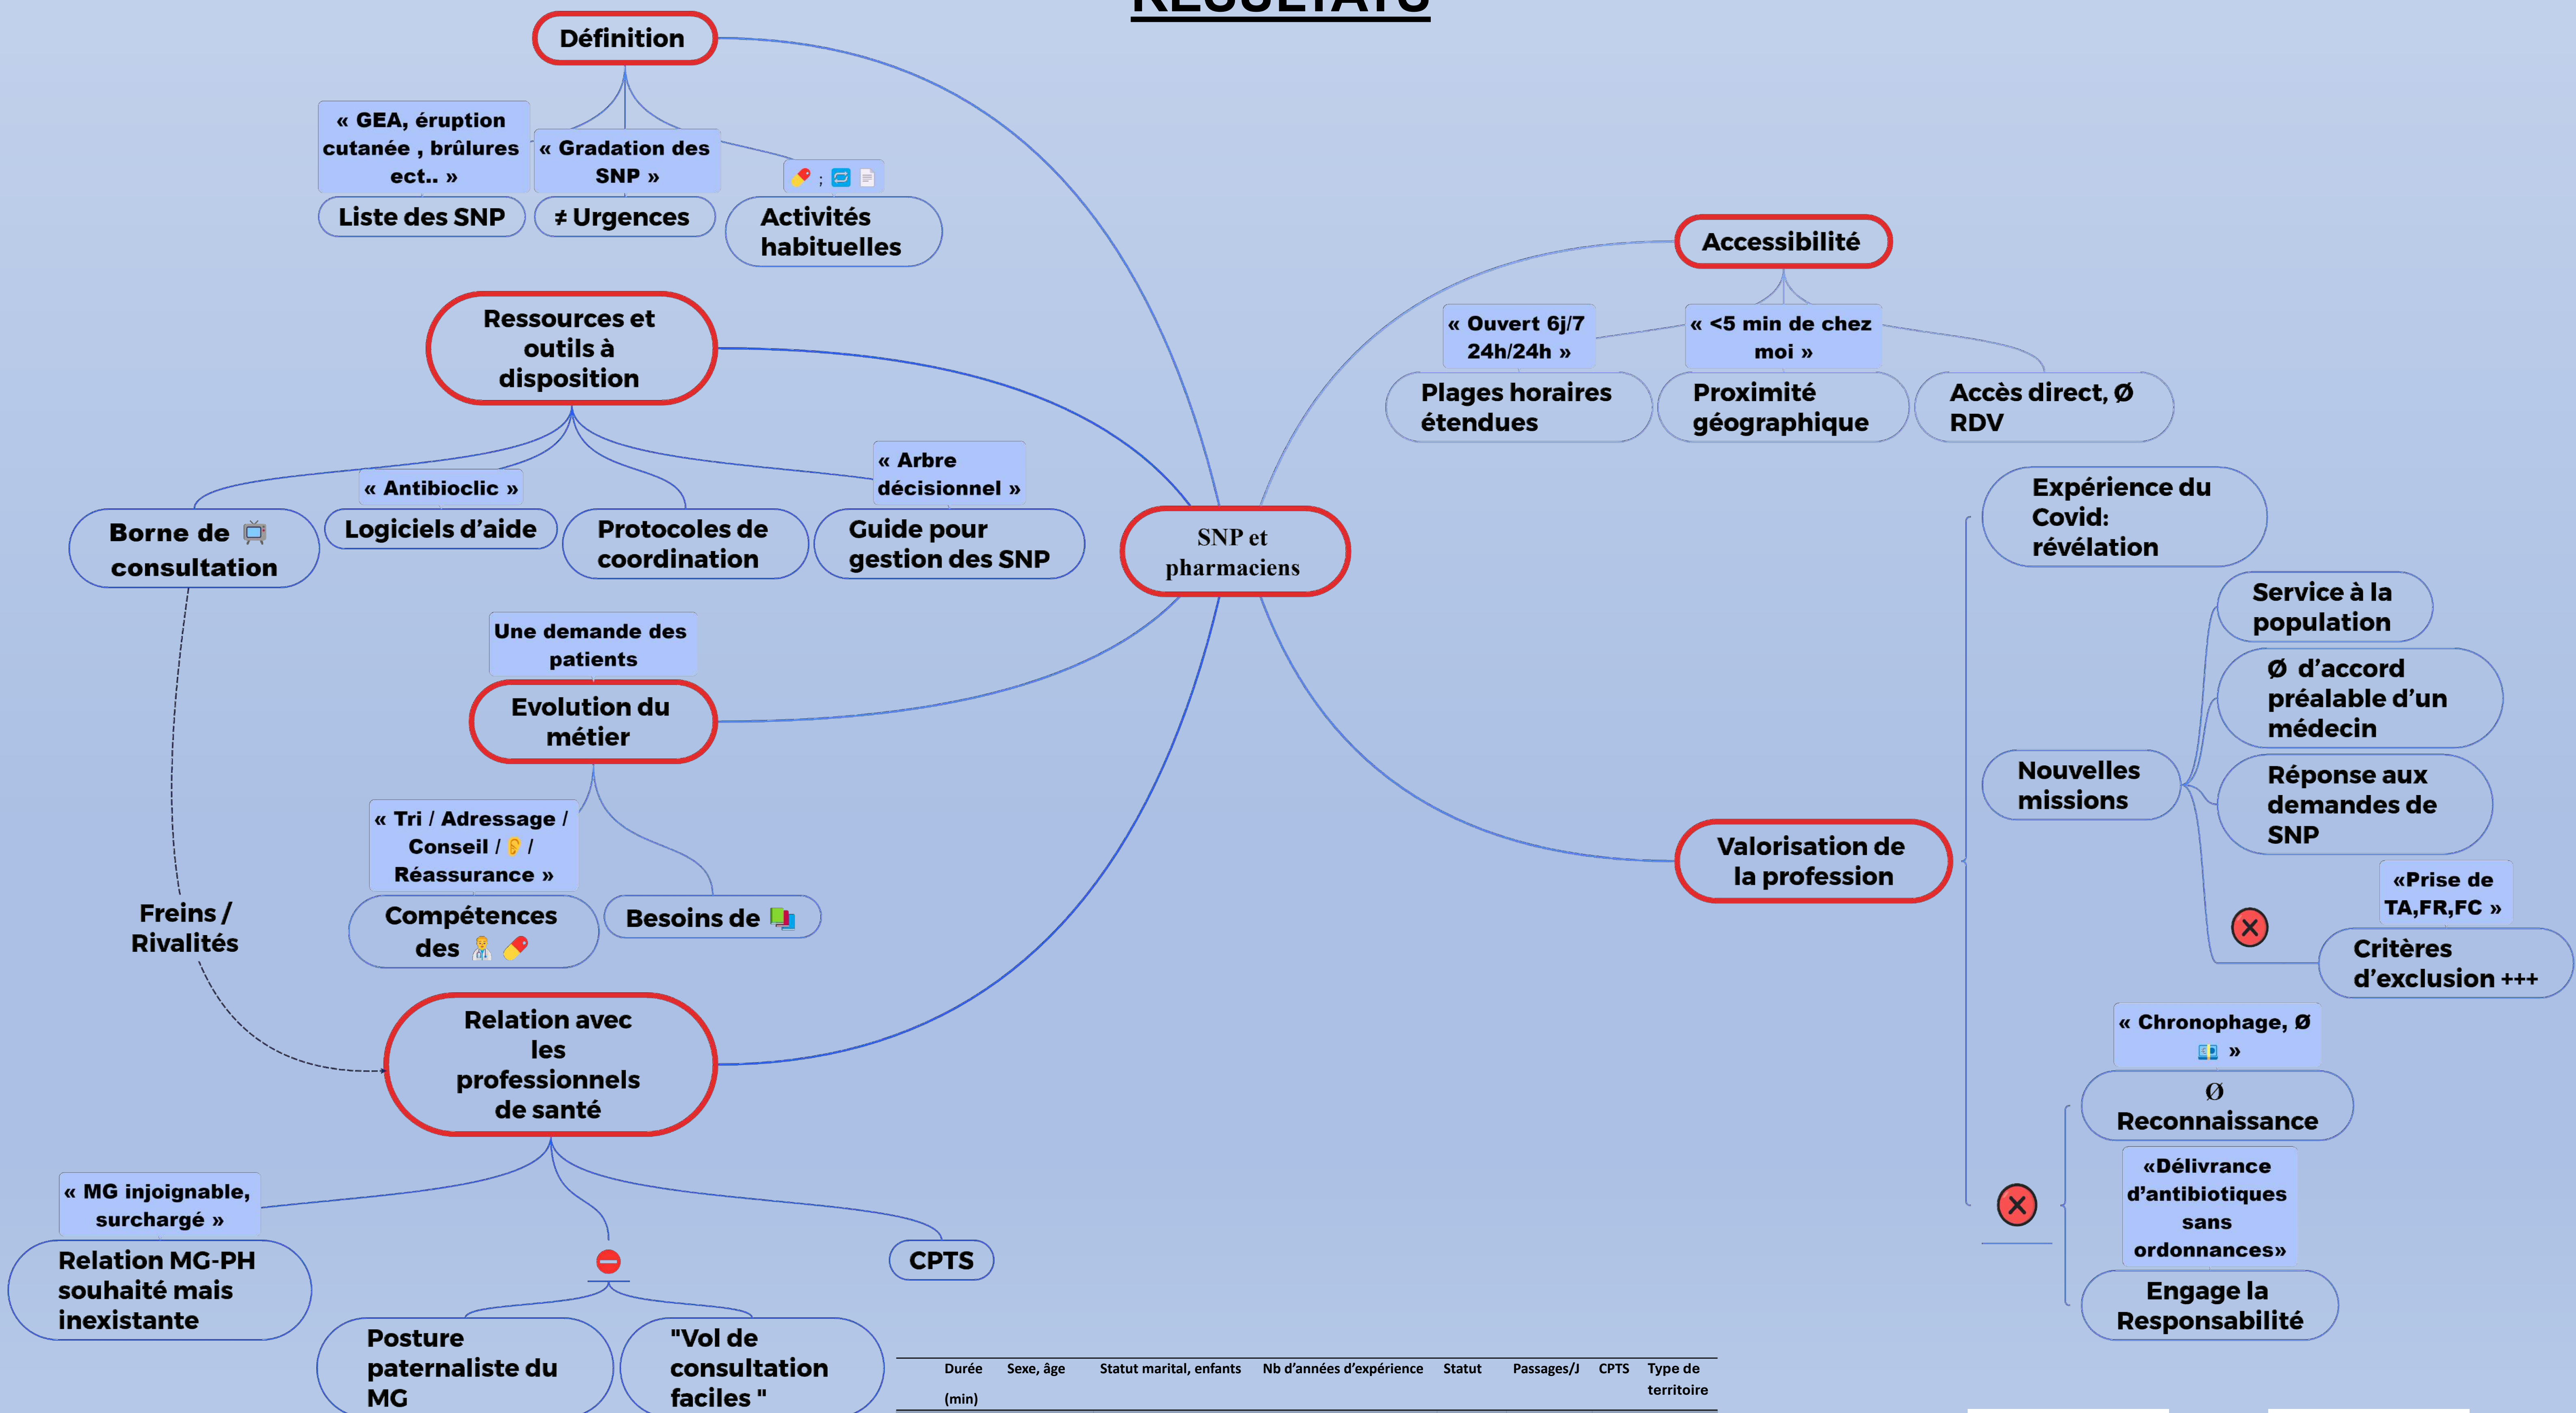 RESULTATS
Définition
« GEA, éruption
cutanée , brûlures
ect.. »
Liste des SNP
« Gradation des
SNP »
≠ Urgences
;
Activités
habituelles
Ressources et
outils à
disposition
Borne de
consultation
« Antibioclic »
Logiciels d’aide
Protocoles de
coordination
« Arbre
décisionnel »
Guide pour
gestion des SNP
SNP et
pharmaciens
Une demande des
patients
Evolution du
métier
« Tri / Adressage /
Conseil / 👂 /
Réassurance »
Compétences
des
Besoins de
Freins /
Rivalités
Relation avec
les
professionnels
de santé
« MG injoignable,
surchargé »
Relation MG-PH
souhaité mais
inexistante
Posture
paternaliste du
MG
"Vol de
consultation
faciles "
CPTS
Accessibilité
« Ouvert 6j/7
24h/24h »
Plages horaires
étendues
« <5 min de chez
moi »
Proximité
géographique
Accès direct, Ø
RDV
Valorisation de
la profession
Expérience du
Covid:
révélation
Nouvelles
missions
Service à la
population
Ø d’accord
préalable d’un
médecin
Réponse aux
demandes de
SNP
«Prise de
TA,FR,FC »
Critères
d’exclusion +++
« Chronophage, Ø
»
Ø
Reconnaissance
«Délivrance
d’antibiotiques
sans
ordonnances»
Engage la
Responsabilité
Durée
(min)
Sexe, âge
Statut marital, enfants
Nb d’années d’expérience
Statut
Passages/J
CPTS
Type de
territoire